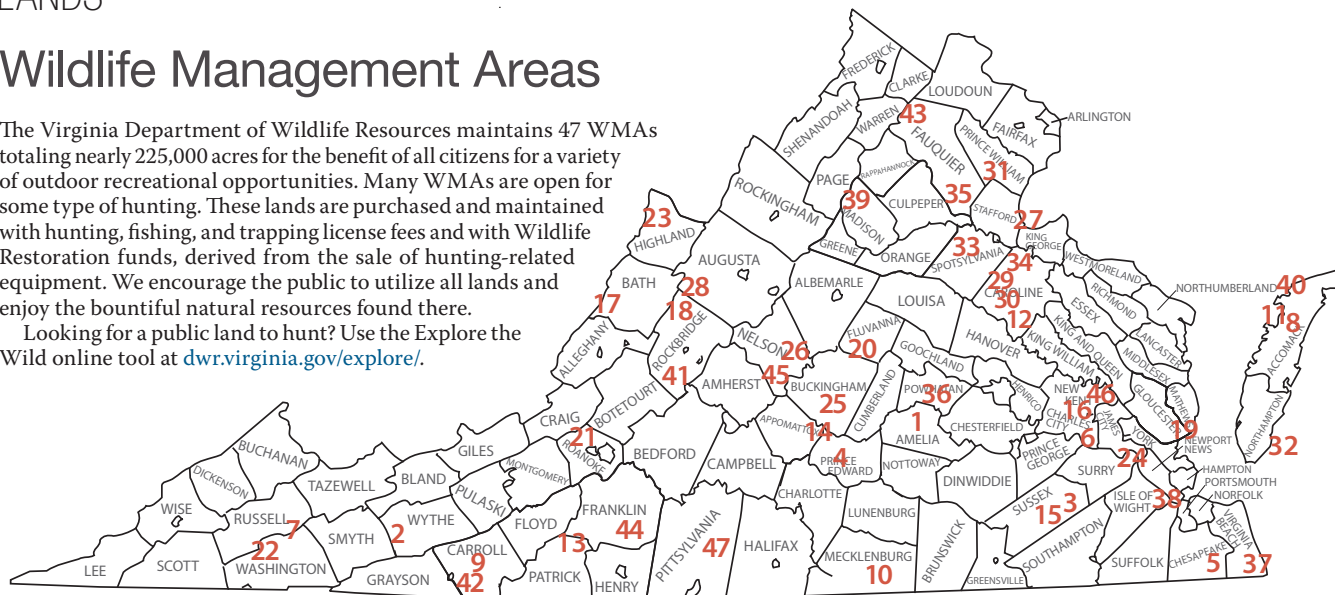 LANDS
Wildlife Management Areas
The Virginia Department of Wildlife Resources maintains 47 WMAs
totaling nearly 225,000 acres for the benefit of all citizens for a variety
of outdoor recreational opportunities. Many WMAs are open for
some type of hunting. These lands are purchased and maintained
with hunting, fishing, and trapping license fees and with Wildlife
Restoration funds, derived from the sale of hunting-related
equipment. We encourage the public to utilize all lands and
enjoy the bountiful natural resources found there.
Looking for a public land to hunt? Use the Explore the
Wild online tool at dwr.virginia.gov/explore/.
FREDERICK
CLARKE
LOUDOUN
SHENANDOAH
WARREN
43
FAUQUIER
PRINCE WILLIAM
FAIRFAX
ARLINGTON
31
PAGE
RAPPAHANNOCK
ROCKINGHAM
39
MADISON
CULPEPER
35
STAFFORD
27
23
HIGHLAND
GREENE
ORANGE
33
SPOTSYLVANIA
KING
GEORGE
34
WESTMORELAND
AUGUSTA
BATH
28
ALBEMARLE
LOUISA
29
CAROLINE
30
RICHMOND
NORTHUMBERLAND
40
17
18
ROCKBRIDGE
12
ESSEX
11
8
ACCOMACK
ALLEGHANY
NELSON
26
FLUVANNA
20
GOOCHLAND
HANOVER
KING WILLIAM
KING AND QUEEN
LANCASTER
MIDDLESEX
41
AMHERST
45
BUCKINGHAM
25
CUMBERLAND
POWHATAN
36
HENRICO
NEW
KENT
46
16
CHARLES
CITY
JAMES
CITY
GLOUCESTER
MATHEWS
NORTHAMPTON
BOTETOURT
CRAIG
21
ROANOKE
APPOMATTOX
14
1
AMELIA
CHESTERFIELD
6
YORK
19
NEWPORT
NEWS
32
BUCHANAN
GILES
BEDFORD
CAMPBELL
4
PRINCE
EDWARD
NOTTOWAY
PRINCE
GEORGE
SURRY
24
HAMPTON
PORTSMOUTH
NORFOLK
DICKENSON
TAZEWELL
BLAND
MONTGOMERY
PULASKI
CHARLOTTE
DINWIDDIE
SUSSEX
3
15
ISLE OF
WIGHT
38
WISE
RUSSELL
7
22
SMYTH
2
WYTHE
FLOYD
FRANKLIN
44
LUNENBURG
VIRGINIA
BEACH
LEE
SCOTT
WASHINGTON
GRAYSON
CARROLL
9
42
13
PATRICK
HENRY
PITTSYLVANIA
47
HALIFAX
MECKLENBURG
10
BRUNSWICK
GREENSVILLE
SOUTHAMPTON
SUFFOLK
CHESAPEAKE
5
37